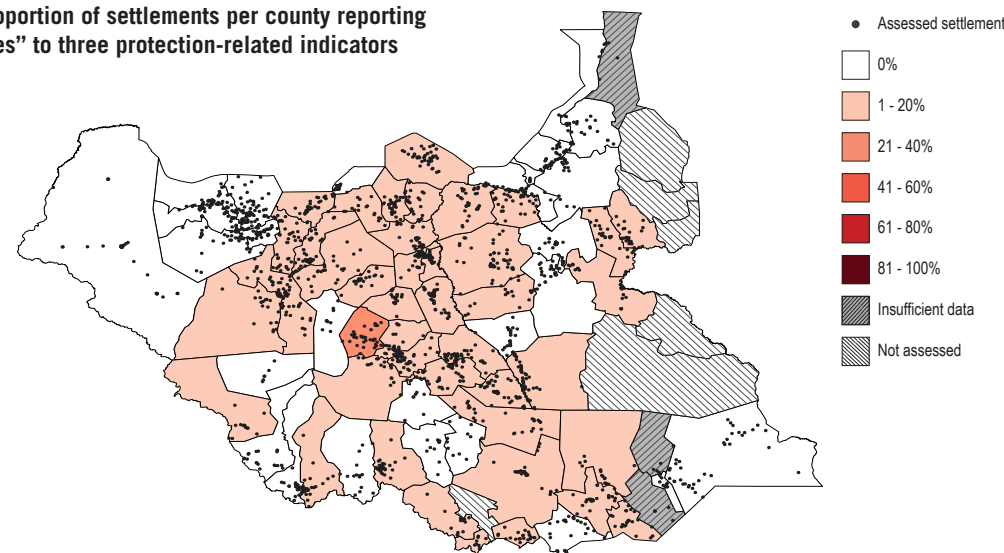 oportion of settlements per county reporting
es” to three protection-related indicators
Assessed settlement
0%
1 - 20%
21 - 40%
41 - 60%
61 - 80%
81 - 100%
Insufficient data
Not assessed